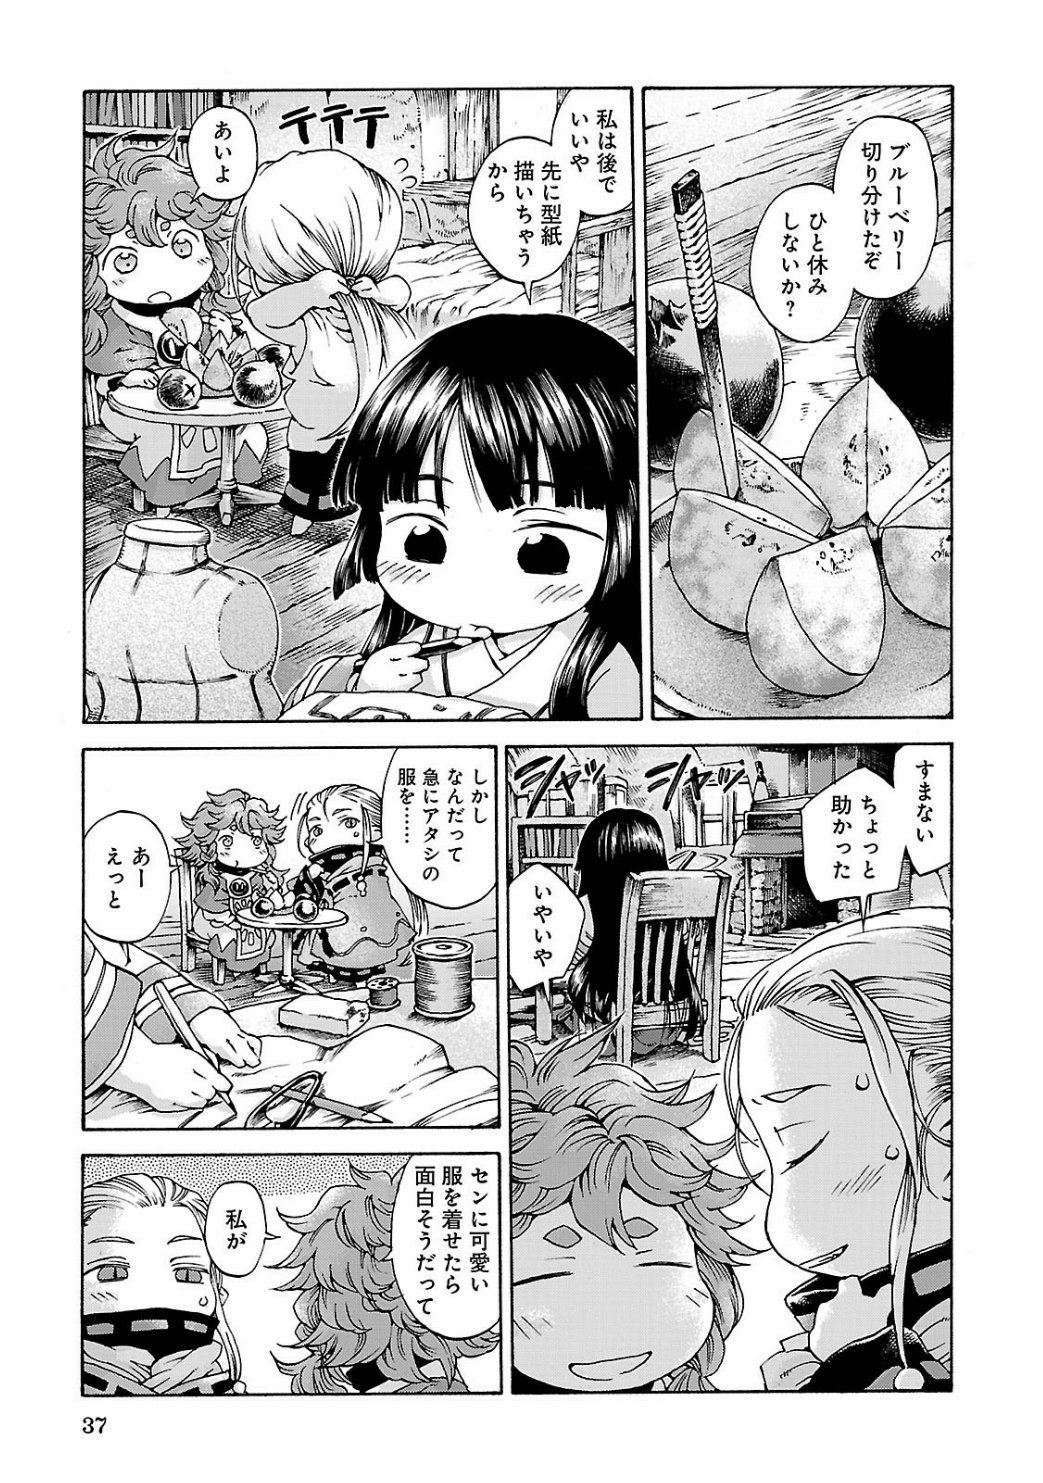 ブルーベリー
切り分けたぞ
ひと休み
しないか?
私は後で
いいや
先に型紙
描いちゃう
から
テテテ
あいよ
すまない
ちょっと
助かった
シャッ
シャッ
いやいや
しかし
なんだって
急にアタシの
服を……
あー
えっと
センに可愛い
服を着せたら
面白そうだって
私が
37